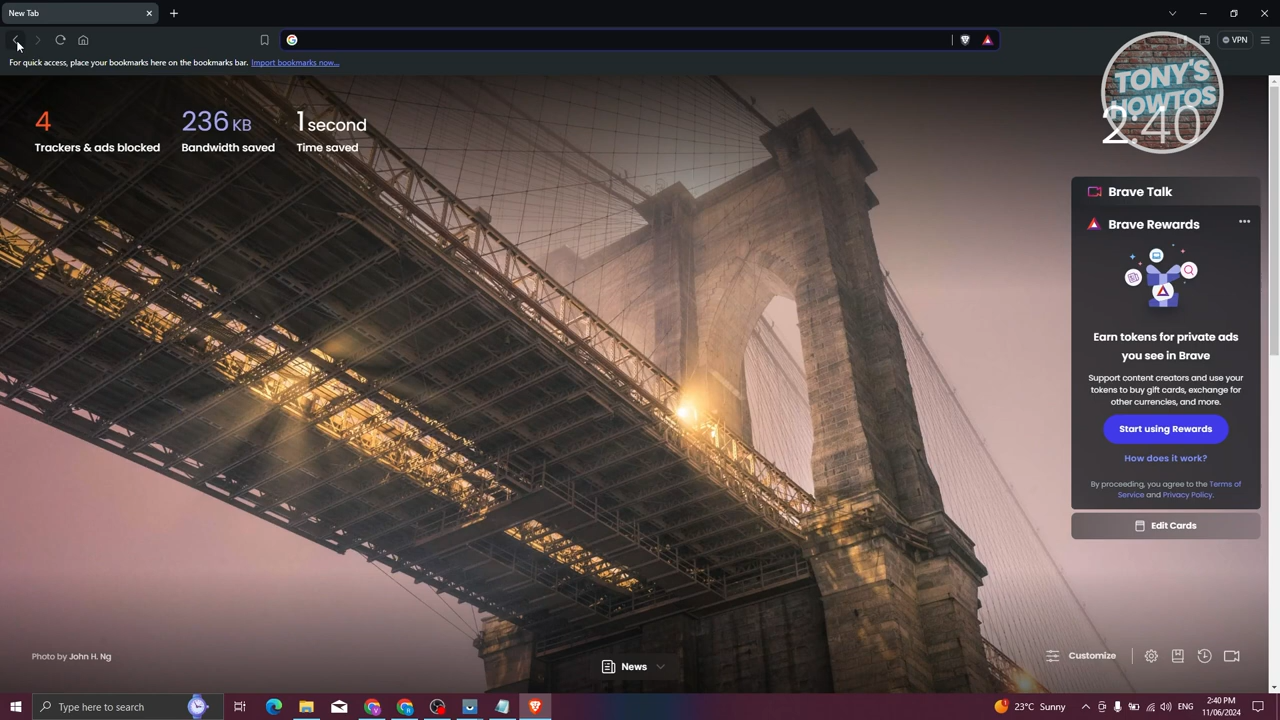 New Tab
VPN
For quick access, place your bookmarks here on the bookmarks bar. Import bookmarks now...
TONY'S
HOWTOS
2:40
4
Trackers & ads blocked
236 KB
Bandwidth saved
1 second
Time saved
Brave Talk
Brave Rewards
Earn tokens for private ads
you see in Brave
Support content creators and use your
tokens to buy gift cards, exchange for
other currencies, and more.
Start using Rewards
How does it work?
By proceeding, you agree to the Terms of
Service and Privacy Policy.
Edit Cards
Photo by John H. Ng
News
Customize
Type here to search
23°C Sunny
ENG
2:40 PM
11/06/2024